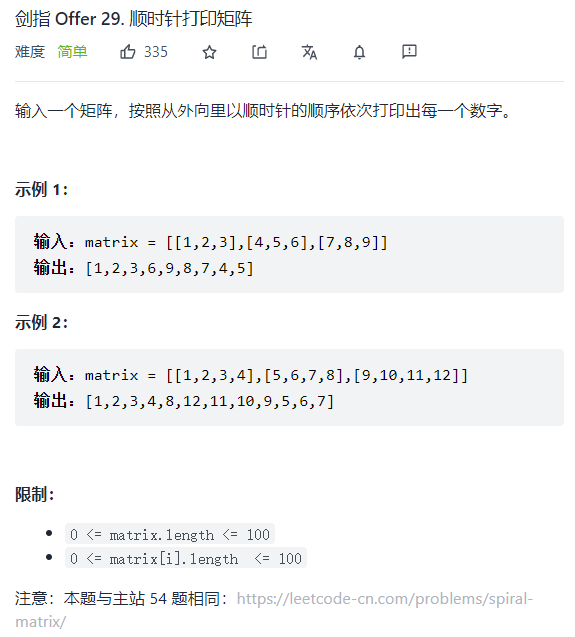 剑指 Offer 29. 顺时针打印矩阵
难度 简单 335
输入一个矩阵，按照从外向里以顺时针的顺序依次打印出每一个数字。
示例 1：
输入：matrix = [[1,2,3],[4,5,6],[7,8,9]]
输出：[1,2,3,6,9,8,7,4,5]
示例 2：
输入：matrix = [[1,2,3,4],[5,6,7,8],[9,10,11,12]]
输出：[1,2,3,4,8,12,11,10,9,5,6,7]
限制：
0 <= matrix.length <= 100
0 <= matrix[i].length <= 100
注意：本题与主站 54 题相同：https://leetcode-cn.com/problems/spiral-
matrix/